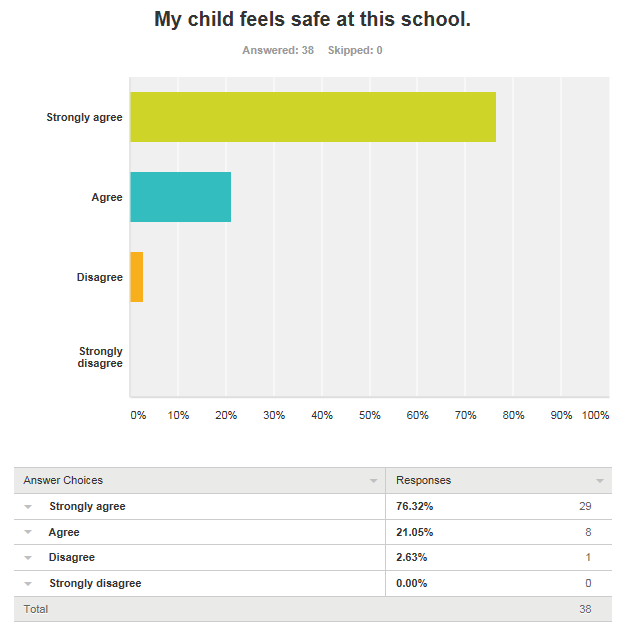 My child feels safe at this school.
Answered: 38 Skipped: 0
Strongly agree
Agree
Disagree
Strongly
disagree
0% 10% 20% 30% 40% 50% 60% 70% 80% 90% 100%
Answer Choices Responses
Strongly agree 76.32% 29
Agree 21.05% 8
Disagree 2.63% 1
Strongly disagree 0.00% 0
Total 38